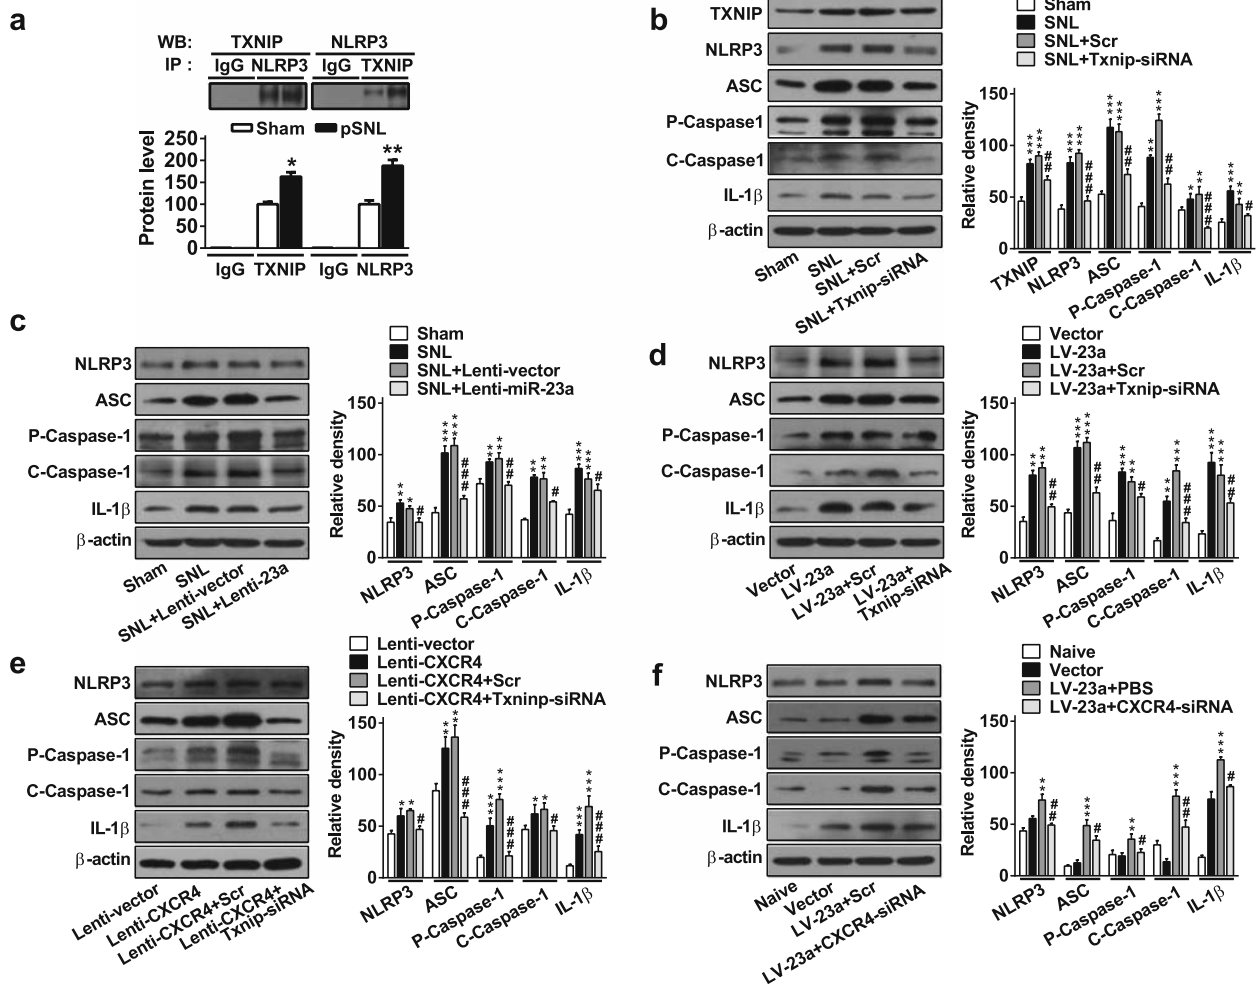 a
WB: TXNIP NLRP3
IP : IgG NLRP3 IgG TXNIP
Sham pSNL
Protein level
250
200
150
100
50
0
* **
IgG TXNIP IgG NLRP3
b
TXNIP
NLRP3
ASC
P-Caspase1
C-Caspase1
IL-1β
β-actin
Sham
SNL
SNL+Scr
SNL+Txnip-siRNA
Sham
SNL
SNL+Scr
SNL+Txnip-siRNA
Relative density
150
100
50
0
TXNIP
NLRP3
ASC
P-Caspase-1
C-Caspase-1
IL-1β
c
NLRP3
ASC
P-Caspase-1
C-Caspase-1
IL-1β
β-actin
Sham
SNL
SNL+Lenti-vector
SNL+Lenti-23a
Sham
SNL
SNL+Lenti-vector
SNL+Lenti-miR-23a
Relative density
150
100
50
0
NLRP3
ASC
P-Caspase-1
C-Caspase-1
IL-1β
d
NLRP3
ASC
P-Caspase-1
C-Caspase-1
IL-1β
β-actin
Vector
LV-23a
LV-23a+Scr
LV-23a+
Txnip-siRNA
Vector
LV-23a
LV-23a+Scr
LV-23a+Txnip-siRNA
Relative density
150
100
50
0
NLRP3
ASC
P-Caspase-1
C-Caspase-1
IL-1β
e
NLRP3
ASC
P-Caspase-1
C-Caspase-1
IL-1β
β-actin
Lenti-vector
Lenti-CXCR4
Lenti-CXCR4+Scr
Lenti-CXCR4+
Txnip-siRNA
Lenti-vector
Lenti-CXCR4
Lenti-CXCR4+Scr
Lenti-CXCR4+Txninp-siRNA
Relative density
150
100
50
0
NLRP3
ASC
P-Caspase-1
C-Caspase-1
IL-1β
f
NLRP3
ASC
P-Caspase-1
C-Caspase-1
IL-1β
β-actin
Naive
Vector
LV-23a+Scr
LV-23a+CXCR4-siRNA
Naive
Vector
LV-23a+PBS
LV-23a+CXCR4-siRNA
Relative density
150
100
50
0
NLRP3
ASC
P-Caspase-1
C-Caspase-1
IL-1β